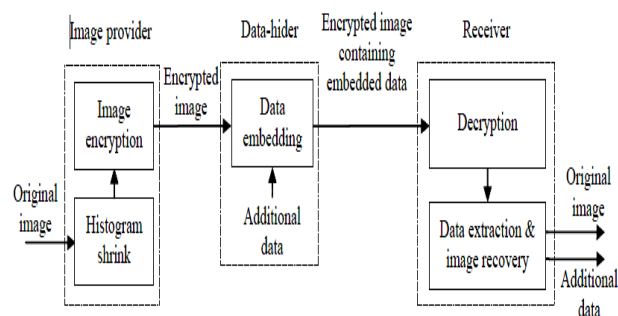 Image provider
Data-hider
Encrypted image
containing
embedded data
Receiver
Encrypted
image
Image
encryption
Data
embedding
Decryption
Original
image
Histogram
shrink
Additional
data
Data extraction &
image recovery
Original
image
Additional
data